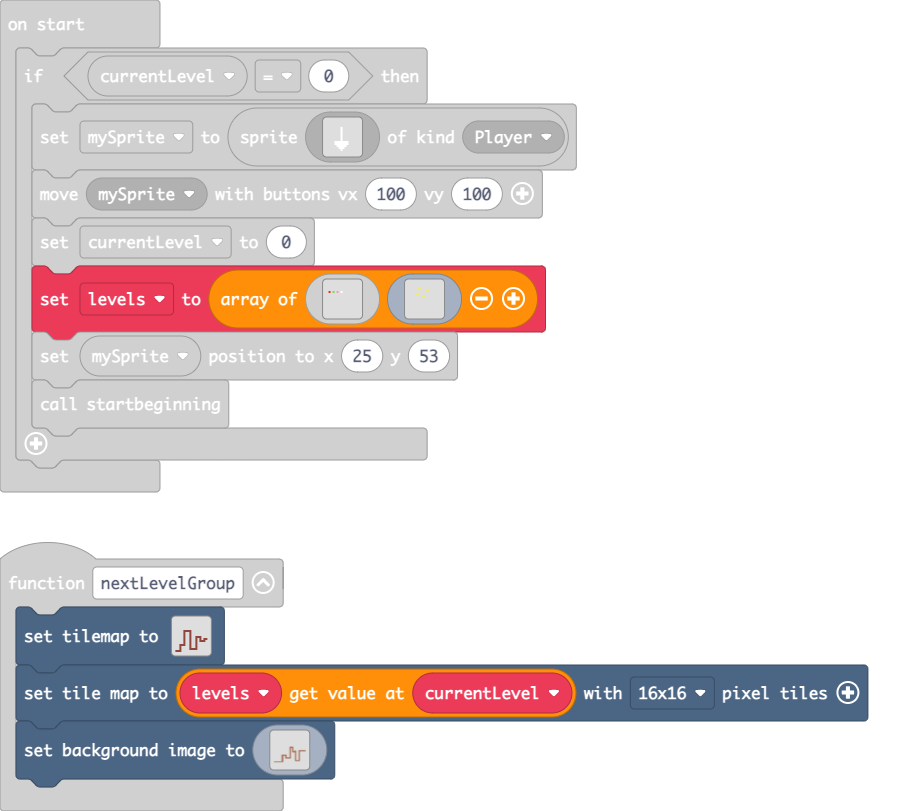 on start
if currentLevel = 0 then
set mySprite to sprite of kind Player
move mySprite with buttons vx 100 vy 100
set currentLevel to 0
set levels to array of
set mySprite position to x 25 y 53
call startbeginning
function nextLevelGroup
set tilemap to
set tile map to levels get value at currentLevel with 16x16 pixel tiles
set background image to